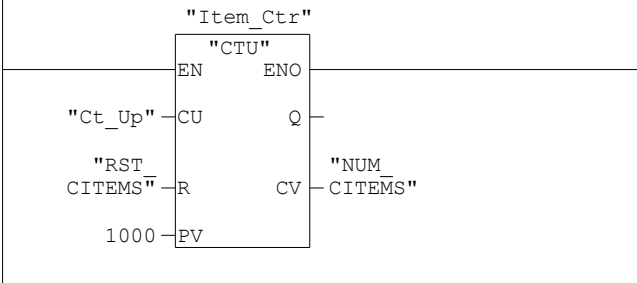 "Item_Ctr"
"CTU"
EN ENO
"Ct_Up" CU Q
"RST_
CITEMS" R
CV "NUM_
CITEMS"
1000 PV